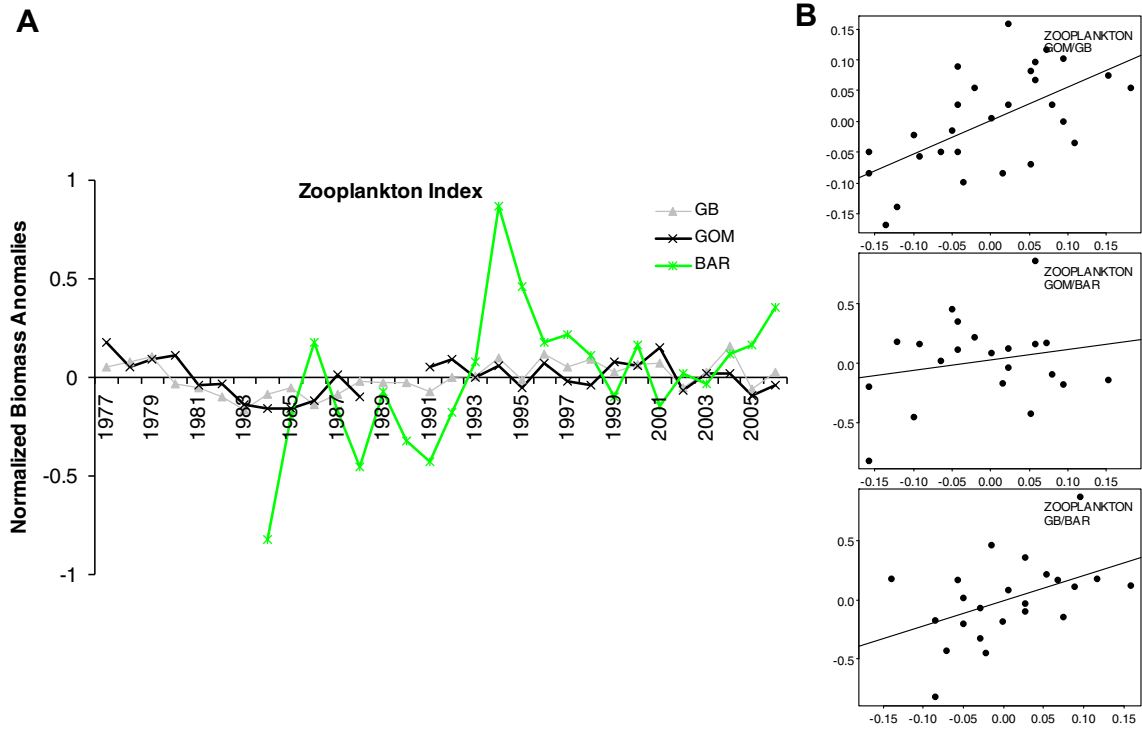 A
B
Zooplankton Index
GB
GOM
BAR
Normalized Biomass Anomalies
1
0.5
0
-0.5
-1
1977
1979
1981
1983
1985
1987
1989
1991
1993
1995
1997
1999
2001
2003
2005
ZOOPLANKTON
GOM/GB
0.15
0.10
0.05
0.00
-0.05
-0.10
-0.15
-0.15 -0.10 -0.05 0.00 0.05 0.10 0.15
ZOOPLANKTON
GOM/BAR
0.5
0.0
-0.5
-0.15 -0.10 -0.05 0.00 0.05 0.10 0.15
ZOOPLANKTON
GB/BAR
0.5
0.0
-0.5
-0.15 -0.10 -0.05 0.00 0.05 0.10 0.15